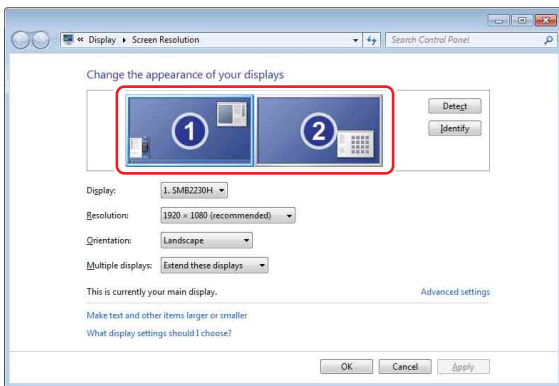 « Display ▸ Screen Resolution Search Control Panel
Change the appearance of your displays
1 2
Detect
Identify
Display: 1. SMB2230H
Resolution: 1920 × 1080 (recommended)
Orientation: Landscape
Multiple displays: Extend these displays
This is currently your main display. Advanced settings
Make text and other items larger or smaller
What display settings should I choose?
OK Cancel Apply